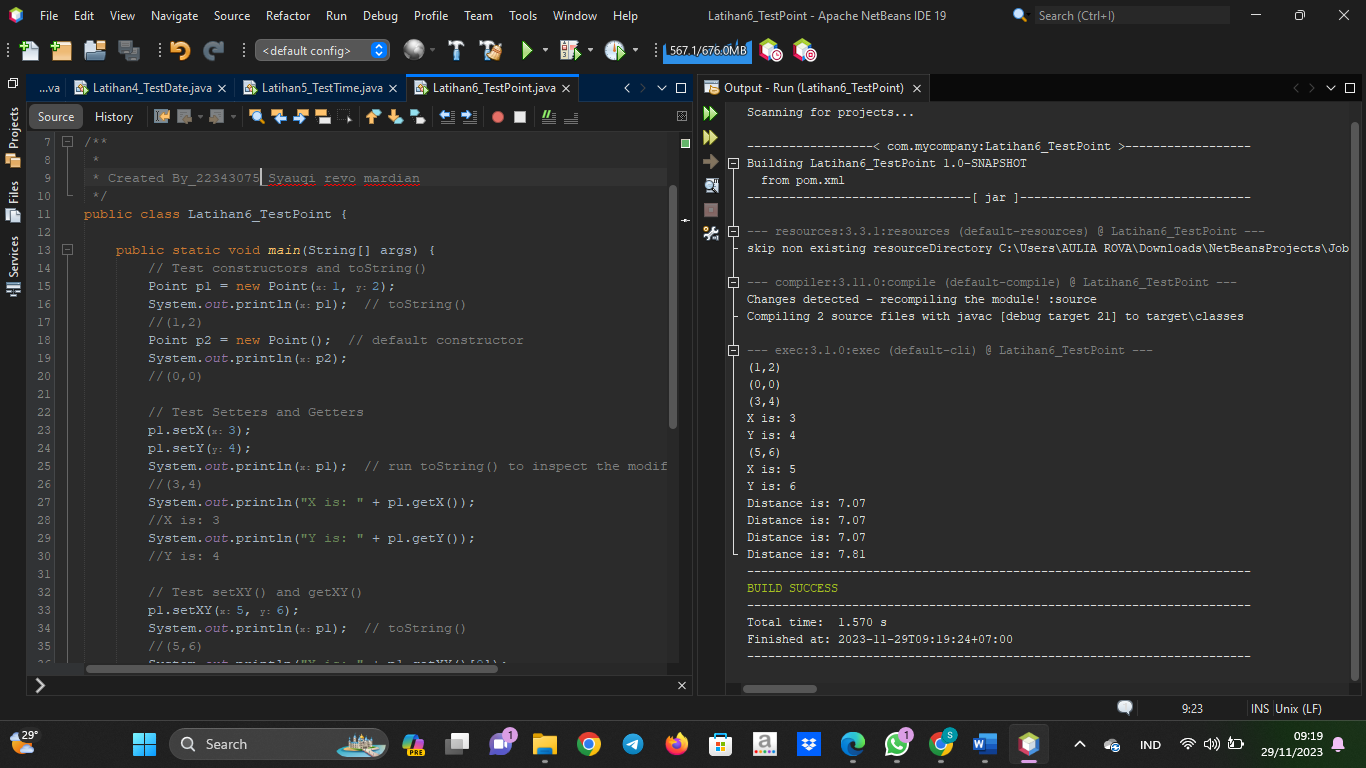 File Edit View Navigate Source Refactor Run Debug Profile Team Tools Window Help
Latihan6_TestPoint - Apache NetBeans IDE 19
Search (Ctrl+I)
<default config>
567.1/676.0MB
...va
Latihan4_TestDate.java
Latihan5_TestTime.java
Latihan6_TestPoint.java
Source
History
Projects
Files
Services
7 /**
8 *
9 * Created By_22343075_Syauqi revo mardian
10 */
11 public class Latihan6_TestPoint {
12
13 public static void main(String[] args) {
14 // Test constructors and toString()
15 Point p1 = new Point(x: 1, y: 2);
16 System.out.println(x: p1); // toString()
17 //(1,2)
18 Point p2 = new Point(); // default constructor
19 System.out.println(x: p2);
20 //(0,0)
21
22 // Test Setters and Getters
23 p1.setX(x: 3);
24 p1.setY(y: 4);
25 System.out.println(x: p1); // run toString() to inspect the modif
26 //(3,4)
27 System.out.println("X is: " + p1.getX());
28 //X is: 3
29 System.out.println("Y is: " + p1.getY());
30 //Y is: 4
31
32 // Test setXY() and getXY()
33 p1.setXY(x: 5, y: 6);
34 System.out.println(x: p1); // toString()
35 //(5,6)
Output - Run (Latihan6_TestPoint)
Scanning for projects...
------------------< com.mycompany:Latihan6_TestPoint >------------------
Building Latihan6_TestPoint 1.0-SNAPSHOT
from pom.xml
--------------------------------[ jar ]---------------------------------
--- resources:3.3.1:resources (default-resources) @ Latihan6_TestPoint ---
skip non existing resourceDirectory C:\Users\AULIA ROVA\Downloads\NetBeansProjects\Job
--- compiler:3.11.0:compile (default-compile) @ Latihan6_TestPoint ---
Changes detected - recompiling the module! :source
Compiling 2 source files with javac [debug target 21] to target\classes
--- exec:3.1.0:exec (default-cli) @ Latihan6_TestPoint ---
(1,2)
(0,0)
(3,4)
X is: 3
Y is: 4
(5,6)
X is: 5
Y is: 6
Distance is: 7.07
Distance is: 7.07
Distance is: 7.07
Distance is: 7.81
------------------------------------------------------------------------
BUILD SUCCESS
------------------------------------------------------------------------
Total time:  1.570 s
Finished at: 2023-11-29T09:19:24+07:00
------------------------------------------------------------------------
9:23
INS
Unix (LF)
29°
Search
PRE
1
a
S
1
W
IND
09:19
29/11/2023